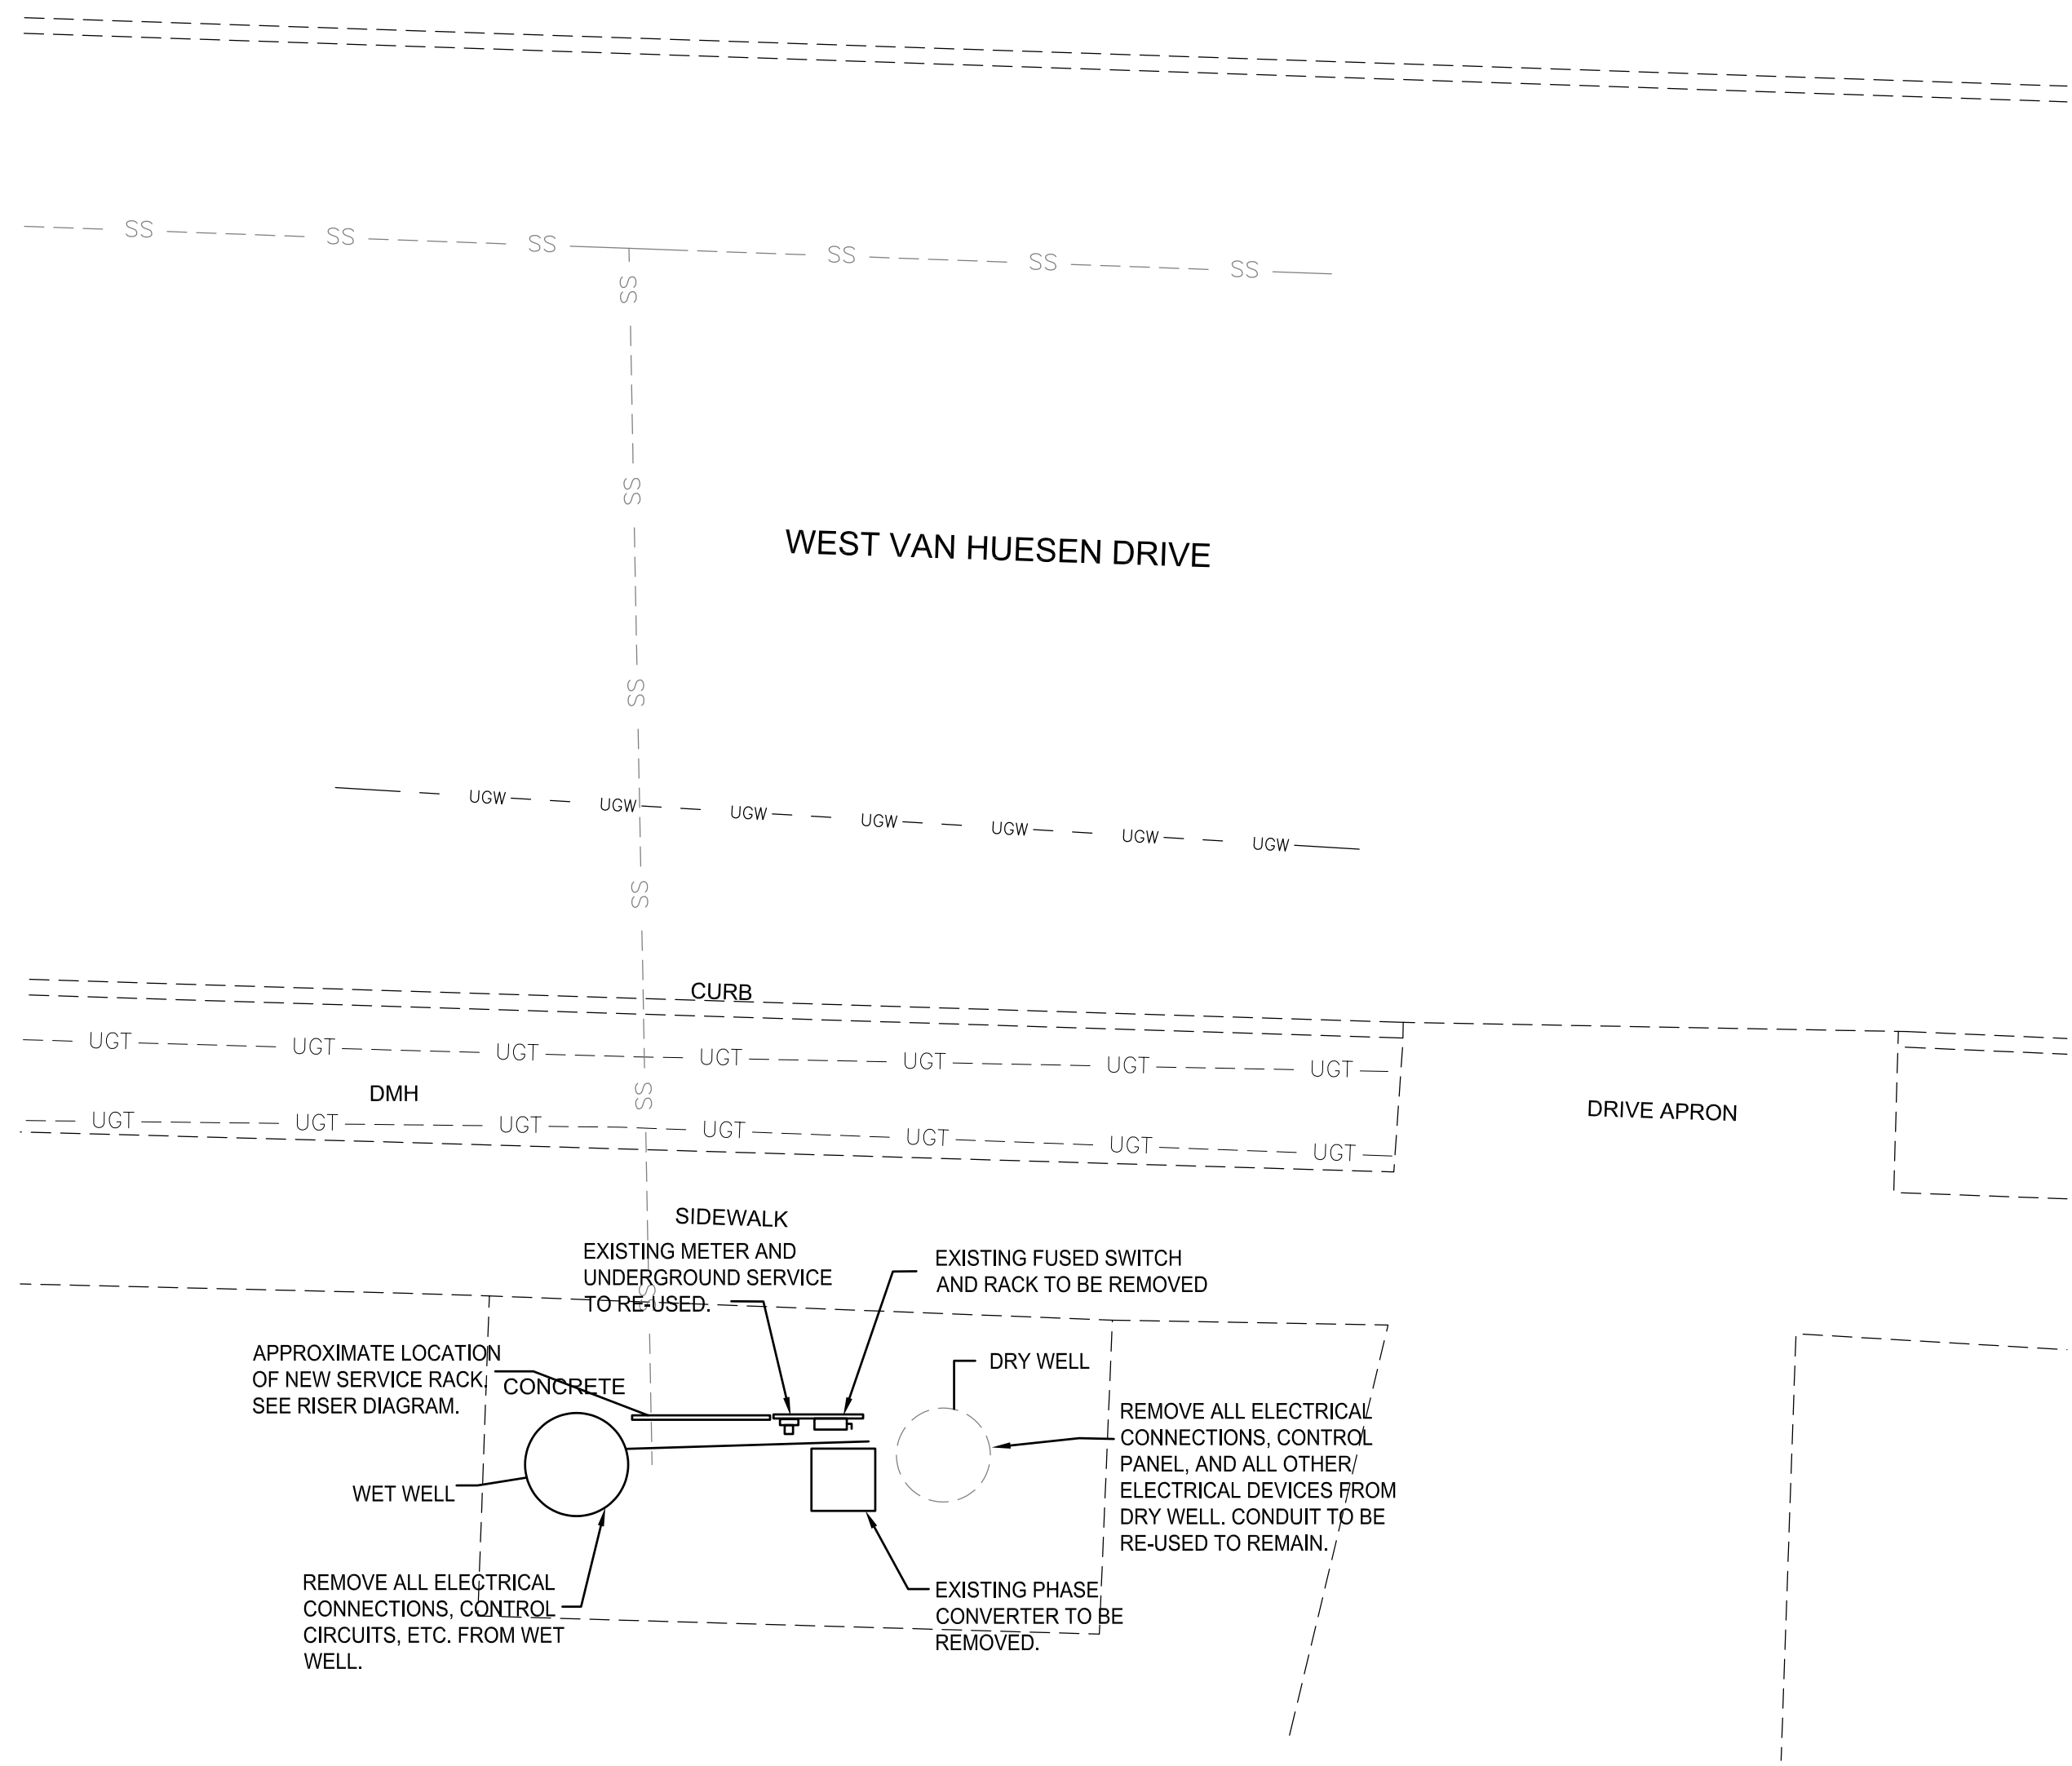 SS SS SS SS SS SS
SS
SS
WEST VAN HUESEN DRIVE
SS
UGW UGW UGW UGW UGW UGW UGW
SS
CURB
UGT UGT UGT UGT UGT UGT UGT
DMH
SS
DRIVE APRON
UGT UGT UGT UGT UGT UGT UGT
SIDEWALK
EXISTING METER AND
UNDERGROUND SERVICE
TO RE-USED.
SS
EXISTING FUSED SWITCH
AND RACK TO BE REMOVED
APPROXIMATE LOCATION
OF NEW SERVICE RACK.
SEE RISER DIAGRAM.
CONCRETE
DRY WELL
REMOVE ALL ELECTRICAL
CONNECTIONS, CONTROL
PANEL, AND ALL OTHER
ELECTRICAL DEVICES FROM
DRY WELL. CONDUIT TO BE
RE-USED TO REMAIN.
WET WELL
REMOVE ALL ELECTRICAL
CONNECTIONS, CONTROL
CIRCUITS, ETC. FROM WET
WELL.
EXISTING PHASE
CONVERTER TO BE
REMOVED.